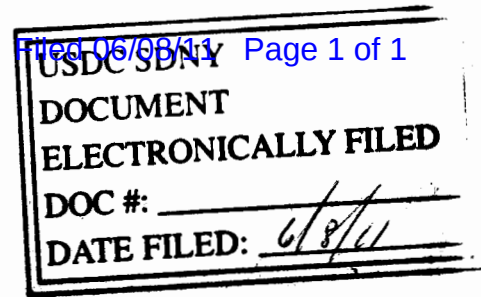 Filed 06/08/11 Page 1 of 1
USDC SDNY
DOCUMENT
ELECTRONICALLY FILED
DOC #:
DATE FILED: 6/8/11